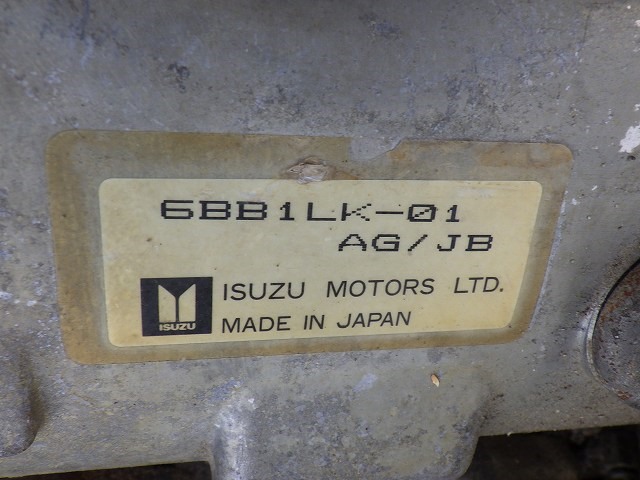 6BB1LK-01
AG/JB
ISUZU
ISUZU MOTORS LTD.
MADE IN JAPAN